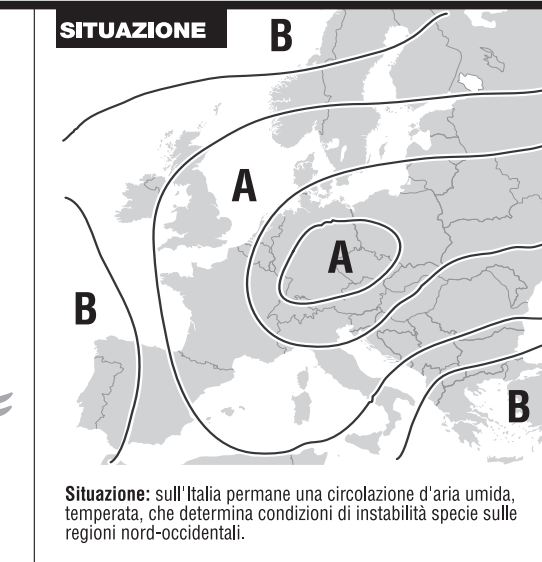 SITUAZIONE
B
A
A
B
B
Situazione: sull'Italia permane una circolazione d'aria umida,
temperata, che determina condizioni di instabilità specie sulle
regioni nord-occidentali.